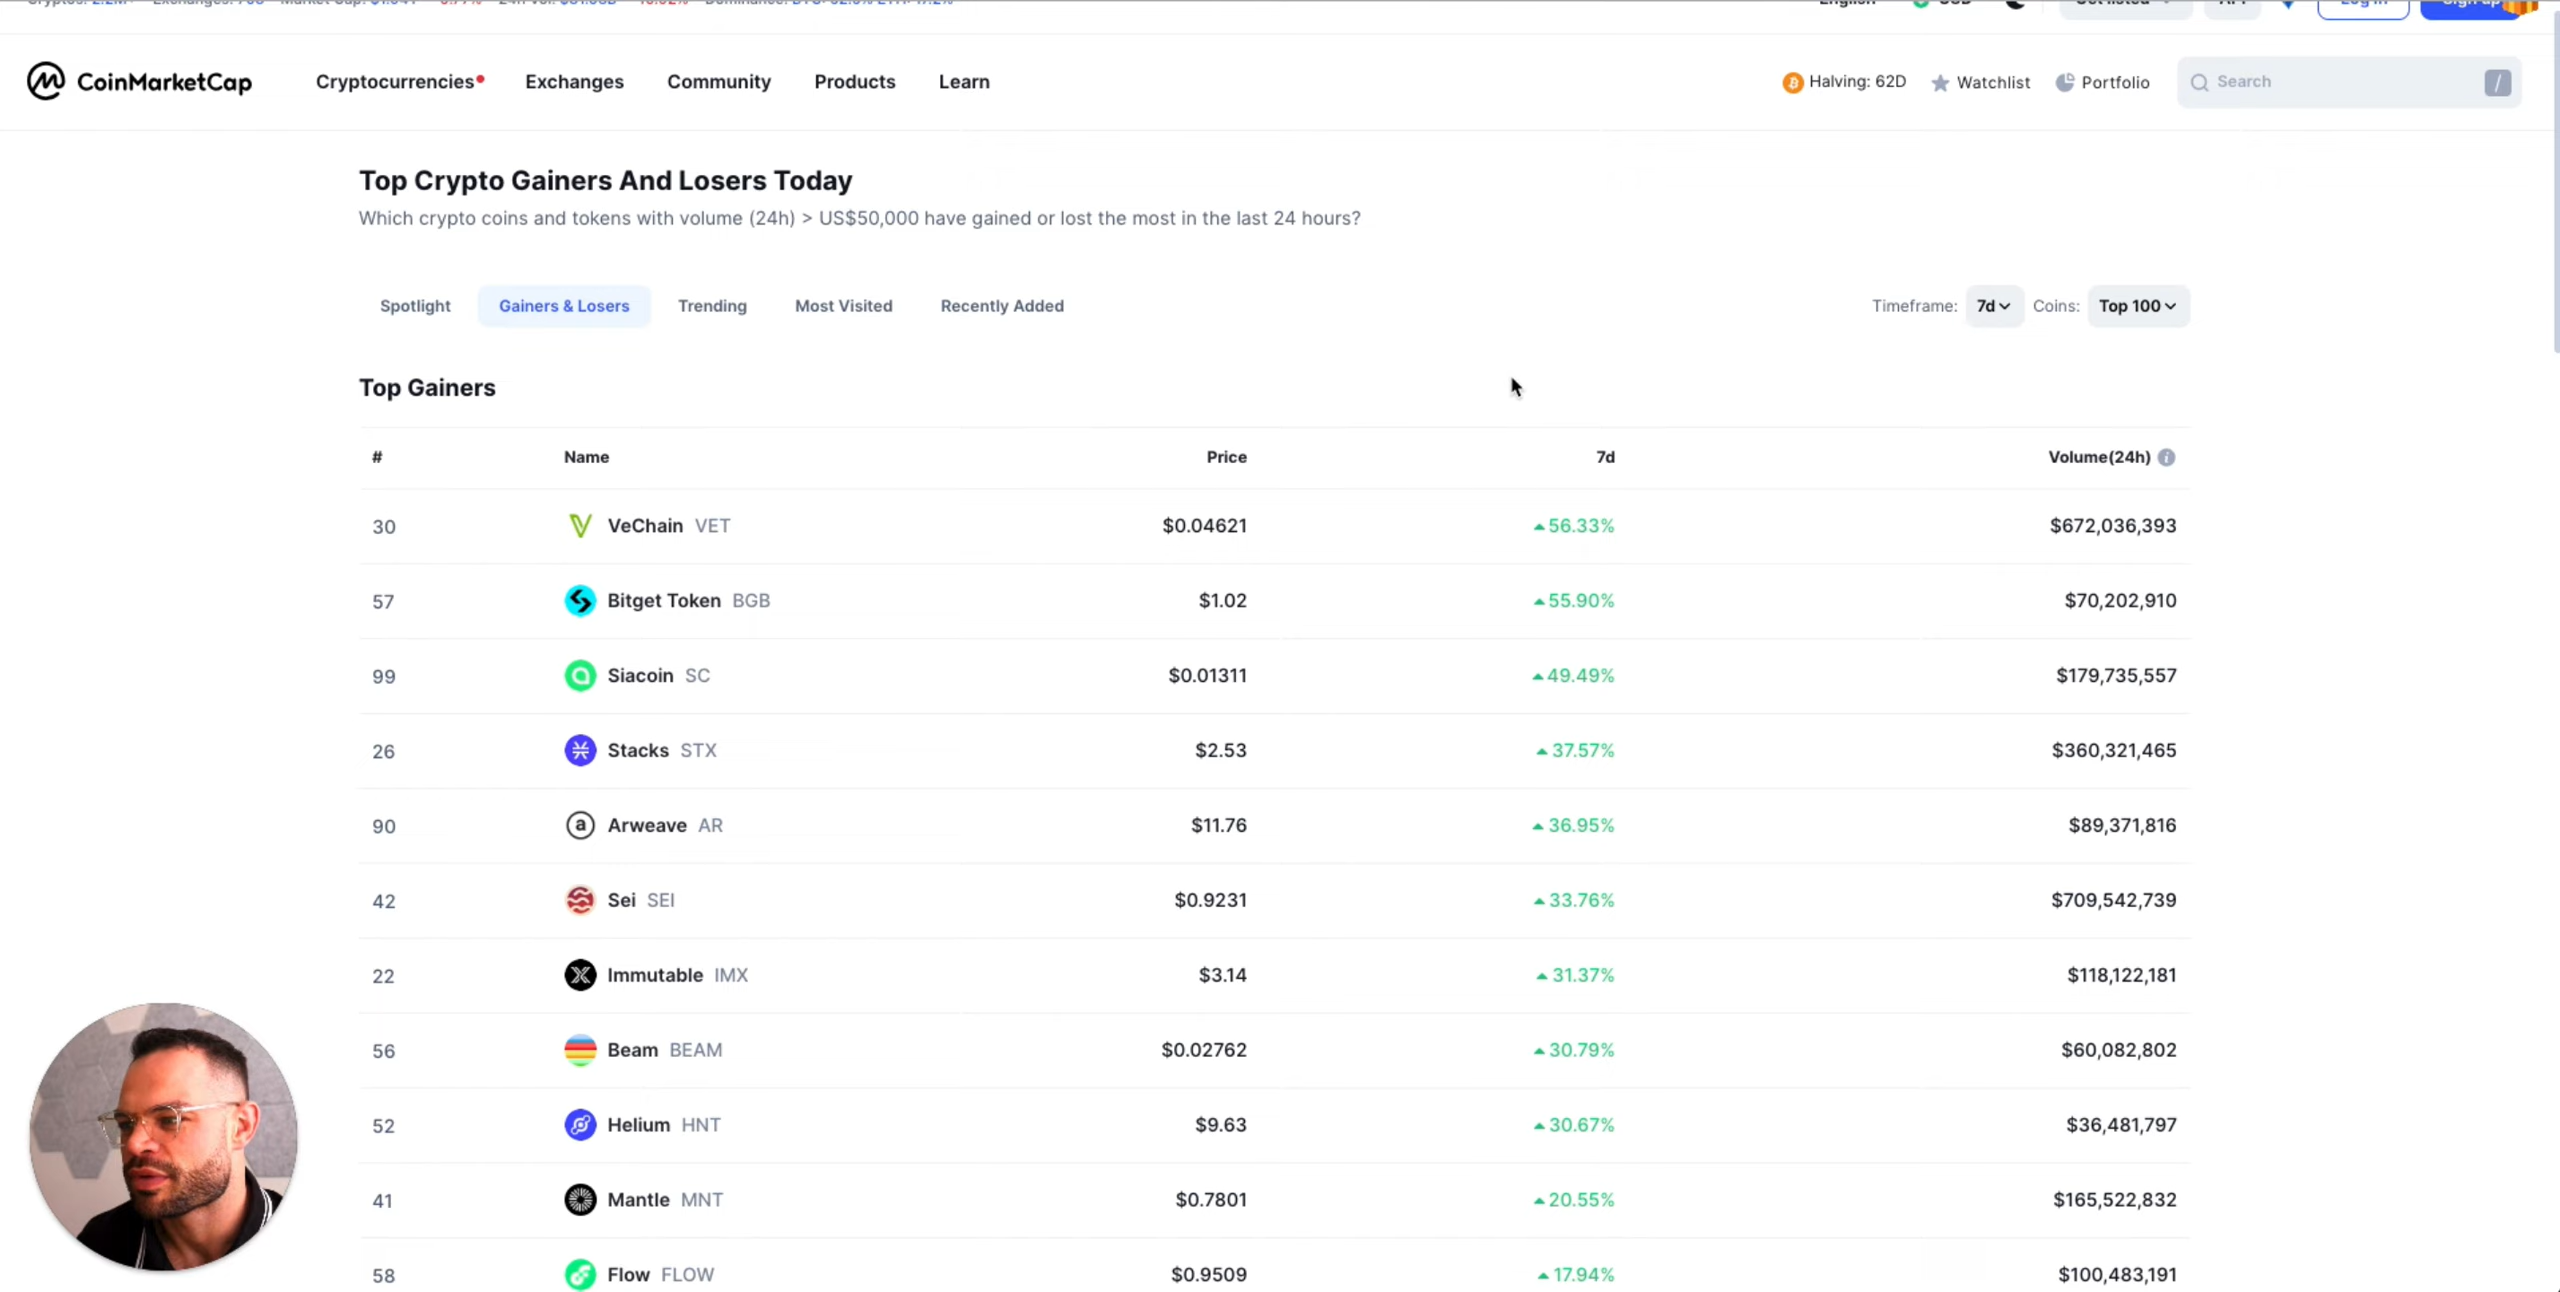 CoinMarketCap Cryptocurrencies Exchanges Community Products Learn Halving: 62D Watchlist Portfolio Search /
Top Crypto Gainers And Losers Today
Which crypto coins and tokens with volume (24h) > US$50,000 have gained or lost the most in the last 24 hours?
Spotlight Gainers & Losers Trending Most Visited Recently Added Timeframe: 7d Coins: Top 100
Top Gainers
# Name Price 7d Volume(24h)
30 VeChain VET $0.04621 56.33% $672,036,393
57 Bitget Token BGB $1.02 55.90% $70,202,910
99 Siacoin SC $0.01311 49.49% $179,735,557
26 Stacks STX $2.53 37.57% $360,321,465
90 Arweave AR $11.76 36.95% $89,371,816
42 Sei SEI $0.9231 33.76% $709,542,739
22 Immutable IMX $3.14 31.37% $118,122,181
56 Beam BEAM $0.02762 30.79% $60,082,802
52 Helium HNT $9.63 30.67% $36,481,797
41 Mantle MNT $0.7801 20.55% $165,522,832
58 Flow FLOW $0.9509 17.94% $100,483,191